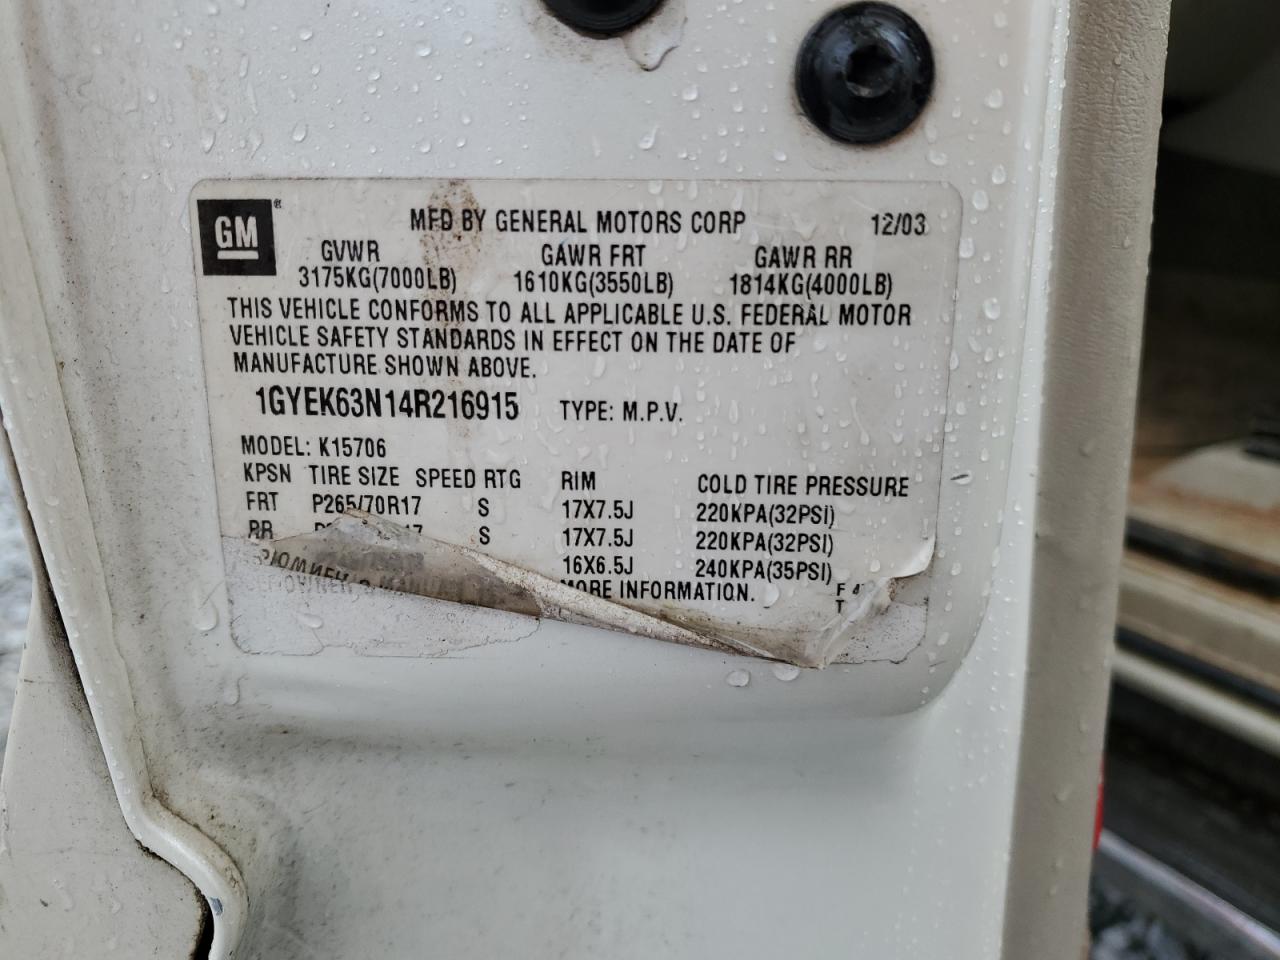 GM ®
MFD BY GENERAL MOTORS CORP 12/03
GVWR GAWR FRT GAWR RR
3175KG(7000LB) 1610KG(3550LB) 1814KG(4000LB)
THIS VEHICLE CONFORMS TO ALL APPLICABLE U.S. FEDERAL MOTOR
VEHICLE SAFETY STANDARDS IN EFFECT ON THE DATE OF
MANUFACTURE SHOWN ABOVE.
1GYEK63N14R216915 TYPE: M.P.V.
MODEL: K15706
KPSN TIRE SIZE SPEED RTG RIM COLD TIRE PRESSURE
FRT P265/70R17 S 17X7.5J 220KPA(32PSI)
RR S 17X7.5J 220KPA(32PSI)
16X6.5J 240KPA(35PSI)
MORE INFORMATION.